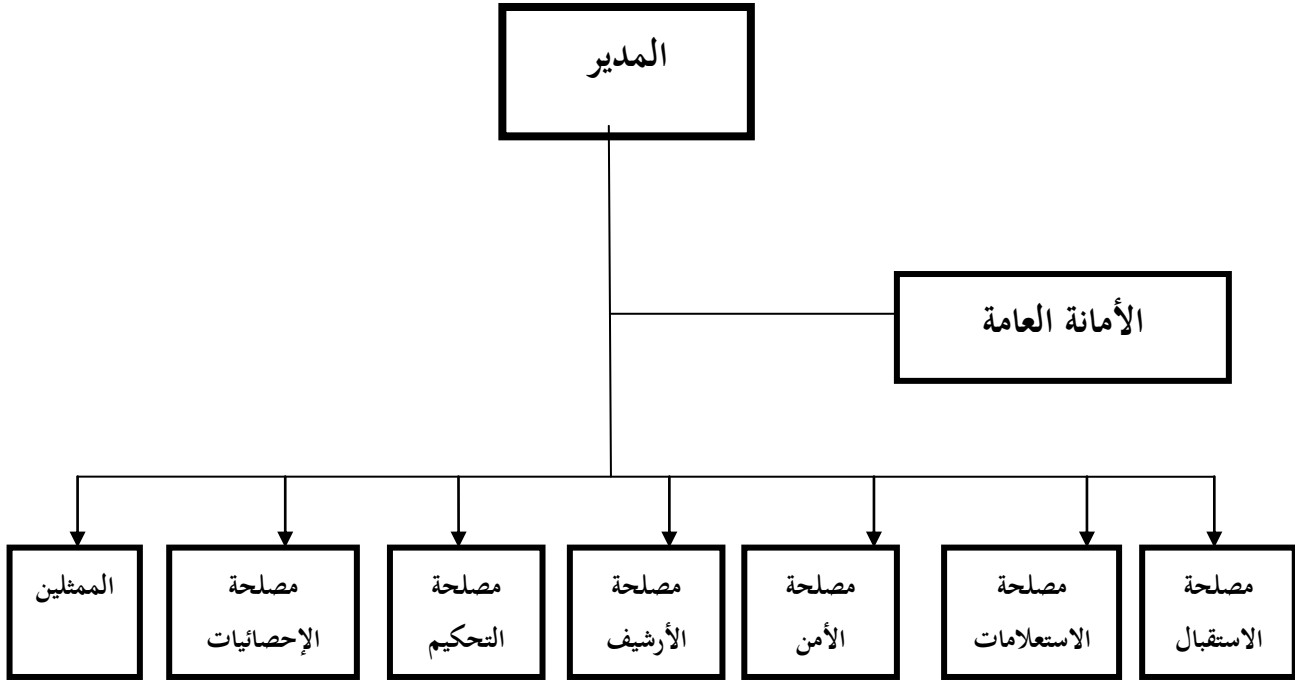 المدير
الأمانة العامة
مصلحة
الاستقبال
مصلحة
الاستعلامات
مصلحة
الأمن
مصلحة
الأرشيف
مصلحة
التحكيم
مصلحة
الإحصائيات
الممثلين